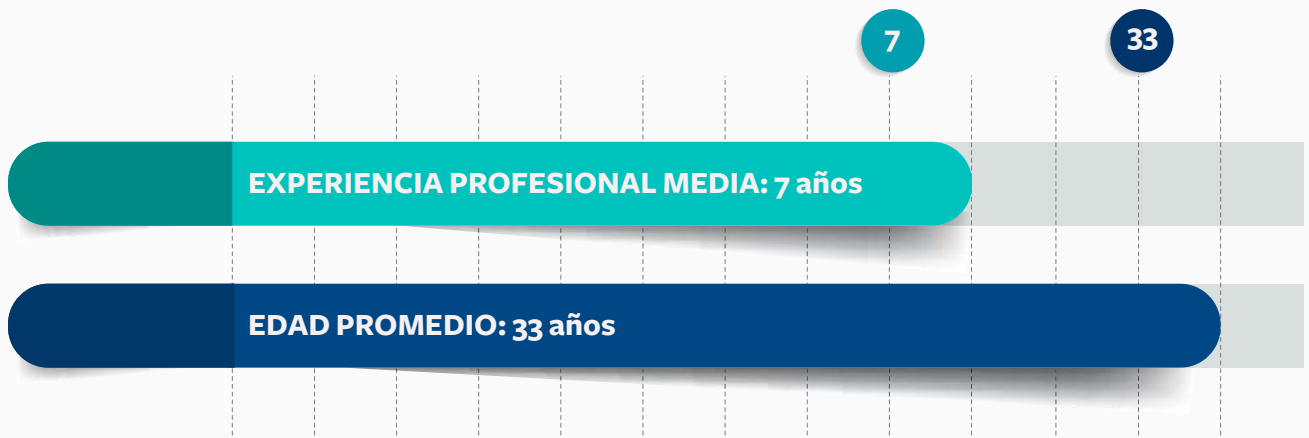 7
33
EXPERIENCIA PROFESIONAL MEDIA: 7 años
EDAD PROMEDIO: 33 años